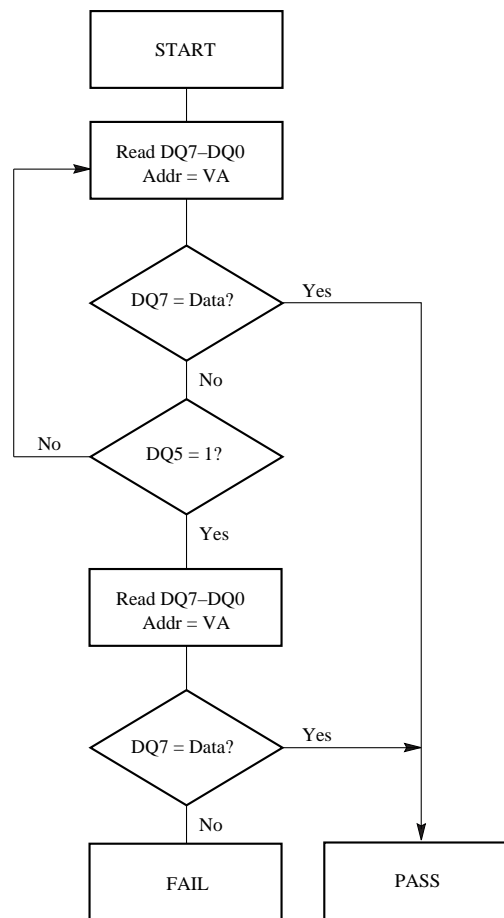 START
Read DQ7–DQ0
Addr = VA
DQ7 = Data?
Yes
No
No
DQ5 = 1?
Yes
Read DQ7–DQ0
Addr = VA
DQ7 = Data?
Yes
No
FAIL
PASS